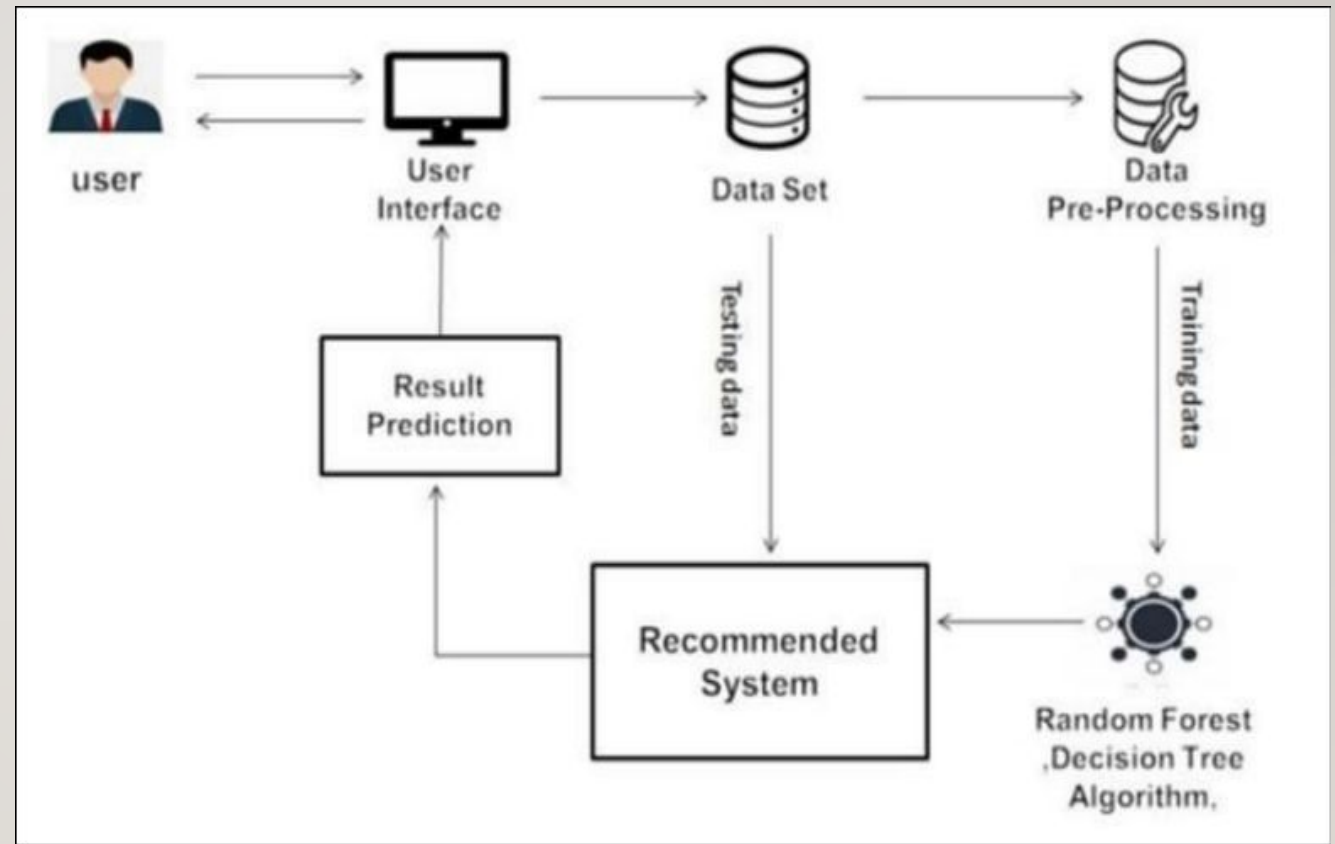 user
User
Interface
Data Set
Data
Pre-Processing
Testing data
Training data
Result
Prediction
Recommended
System
Random Forest
,Decision Tree
Algorithm,